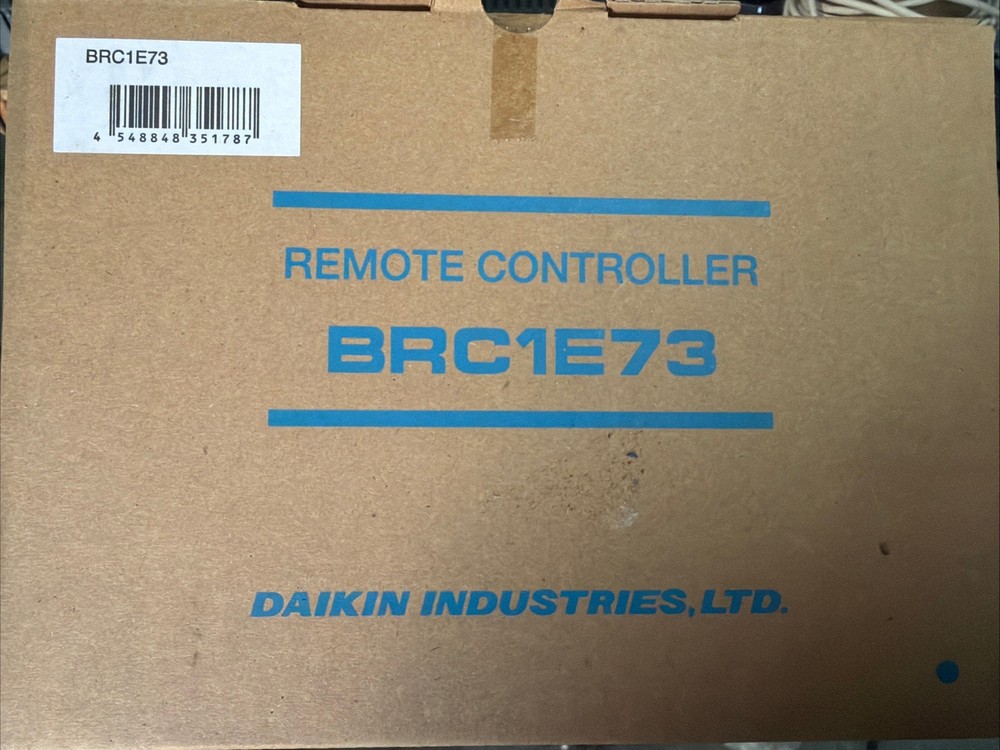 BRC1E73
4 548848 351787
REMOTE CONTROLLER
BRC1E73
DAIKIN INDUSTRIES, LTD.